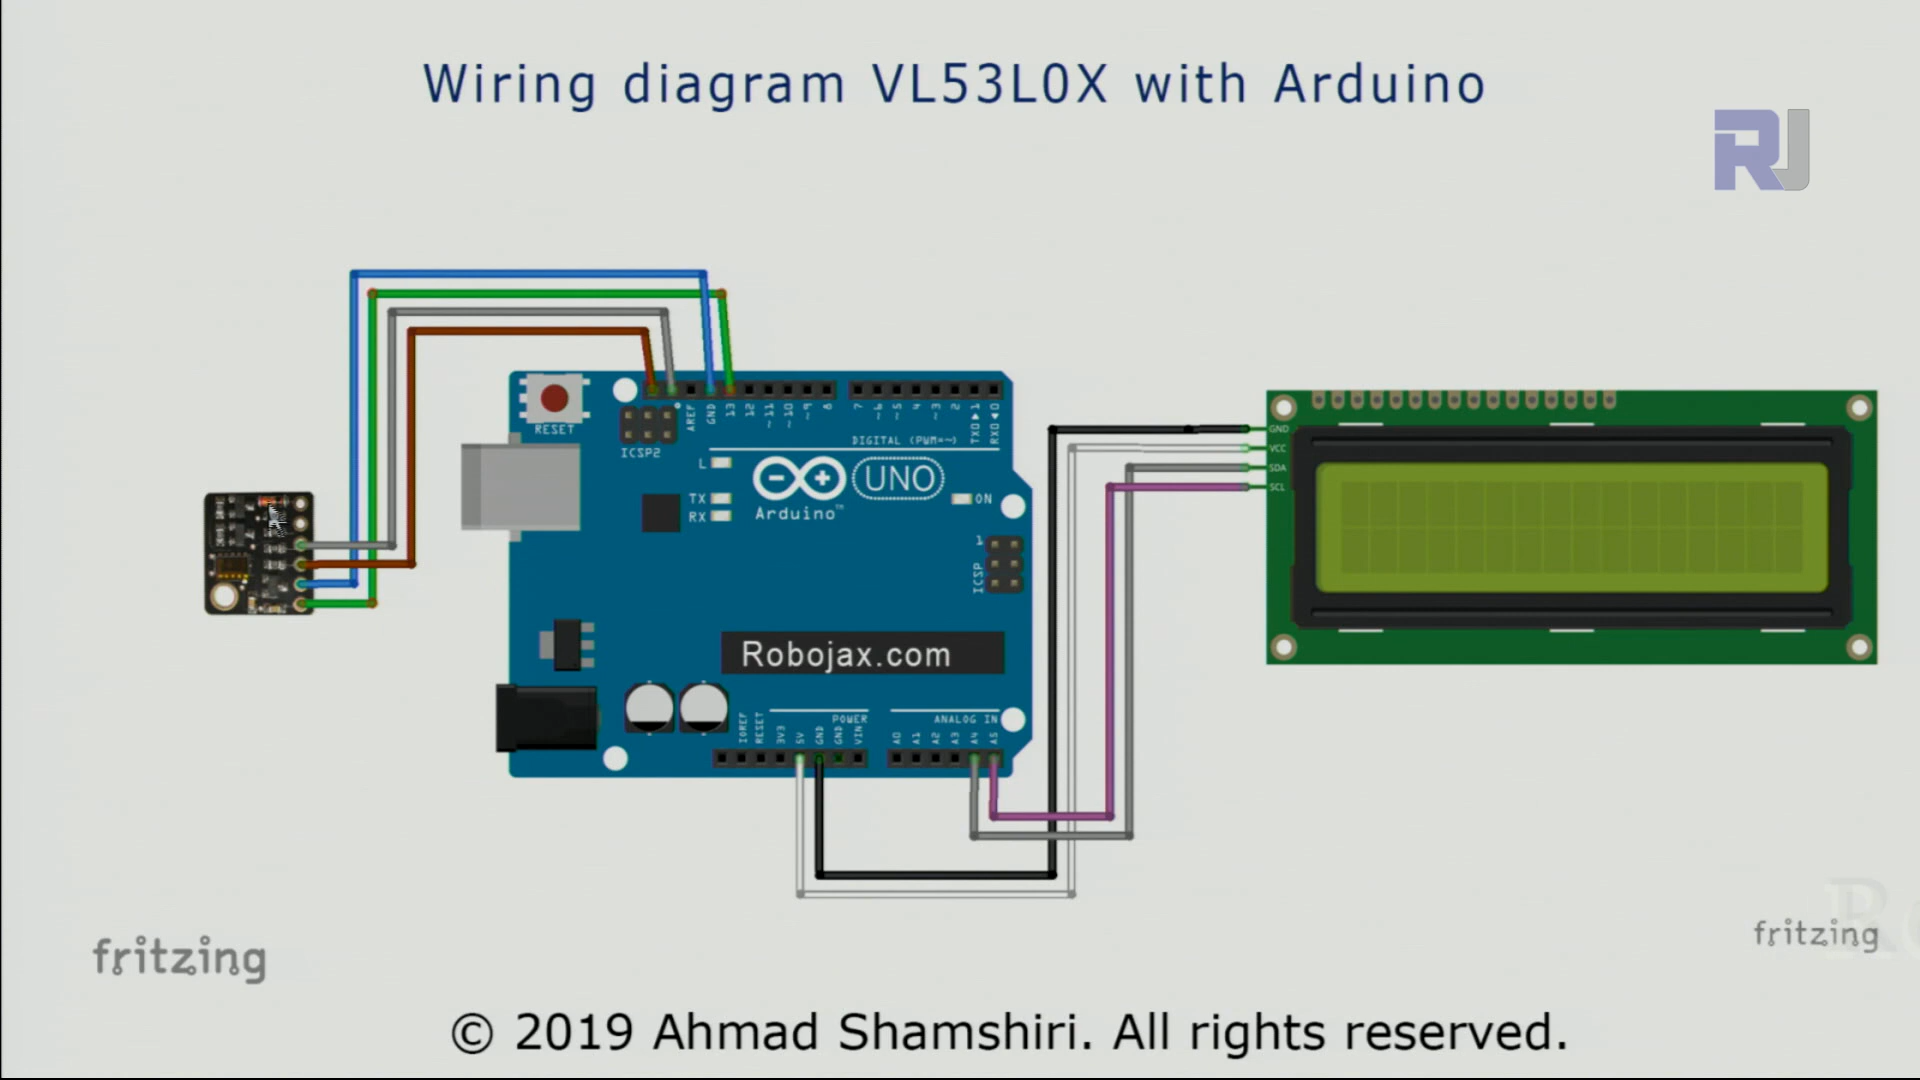 Wiring diagram VL53L0X with Arduino
RJ
RESET
ICSP2
AREF
GND
13
12
~11
~10
~9
8
7
~6
~5
4
~3
2
TX0▶1
RX0◀0
DIGITAL (PWM=~)
L
TX
RX
UNO
Arduino™
ON
1
ICSP
Robojax.com
POWER
ANALOG IN
IOREF
RESET
3V3
5V
GND
GND
VIN
A0
A1
A2
A3
A4
A5
GND
VCC
SDA
SCL
fritzing
fritzing
© 2019 Ahmad Shamshiri. All rights reserved.